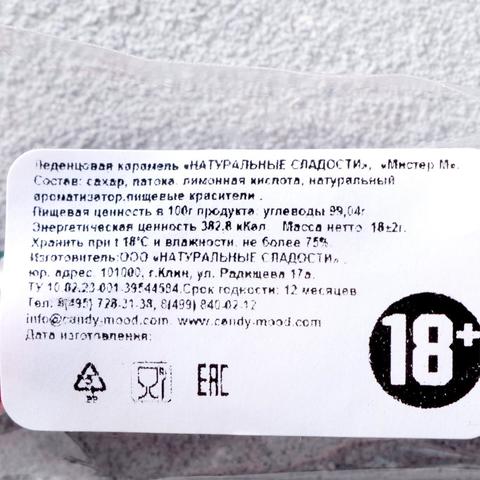 Леденцовая карамель «НАТУРАЛЬНЫЕ СЛАДОСТИ», «Мистер М».
Состав: сахар, патока, лимонная кислота, натуральный
ароматизатор,пищевые красители .
Пищевая ценность в 100г продукта: углеводы 99,04г
Энергетическая ценность 382,8 кКал. Масса нетто 18±2г.
Хранить при t 18°С и влажности, не более 75%
Изготовитель:ООО «НАТУРАЛЬНЫЕ СЛАДОСТИ» .
юр. адрес: 101000, г.Клин, ул. Радищева 17а.
ТУ 10.82.23-001-39544584.Срок годности: 12 месяцев.
Тел. 8(495) 728-31-38, 8(499) 840-02-12
info@candy-mood.com. www.candy-mood.com
Дата изготовления:
18+
5
PP
EAC